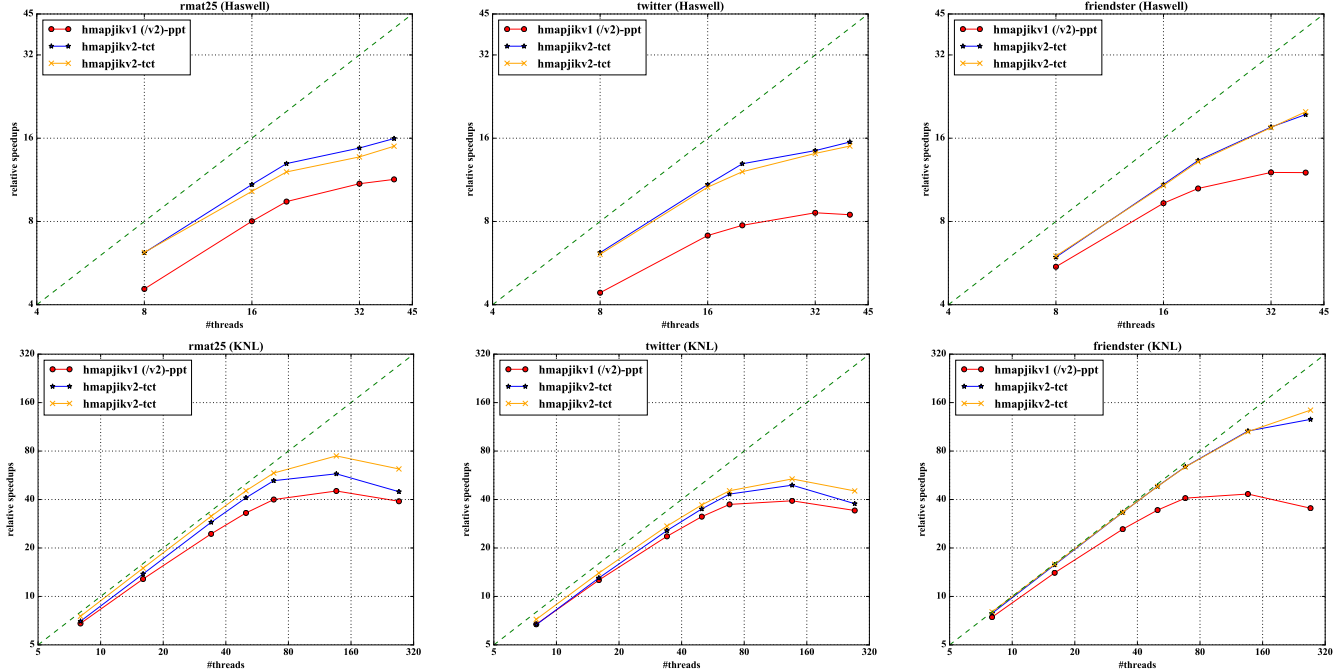 rmat25 (Haswell)
45
32
16
8
4
relative speedups
hmapjikv1 (/v2)-ppt
hmapjikv2-tct
hmapjikv2-tct
4 8 16 32 45
#threads
twitter (Haswell)
45
32
16
8
4
relative speedups
hmapjikv1 (/v2)-ppt
hmapjikv2-tct
hmapjikv2-tct
4 8 16 32 45
#threads
friendster (Haswell)
45
32
16
8
4
relative speedups
hmapjikv1 (/v2)-ppt
hmapjikv2-tct
hmapjikv2-tct
4 8 16 32 45
#threads
rmat25 (KNL)
320
160
80
40
20
10
5
relative speedups
hmapjikv1 (/v2)-ppt
hmapjikv2-tct
hmapjikv2-tct
5 10 20 40 80 160 320
#threads
twitter (KNL)
320
160
80
40
20
10
5
relative speedups
hmapjikv1 (/v2)-ppt
hmapjikv2-tct
hmapjikv2-tct
5 10 20 40 80 160 320
#threads
friendster (KNL)
320
160
80
40
20
10
5
relative speedups
hmapjikv1 (/v2)-ppt
hmapjikv2-tct
hmapjikv2-tct
5 10 20 40 80 160 320
#threads